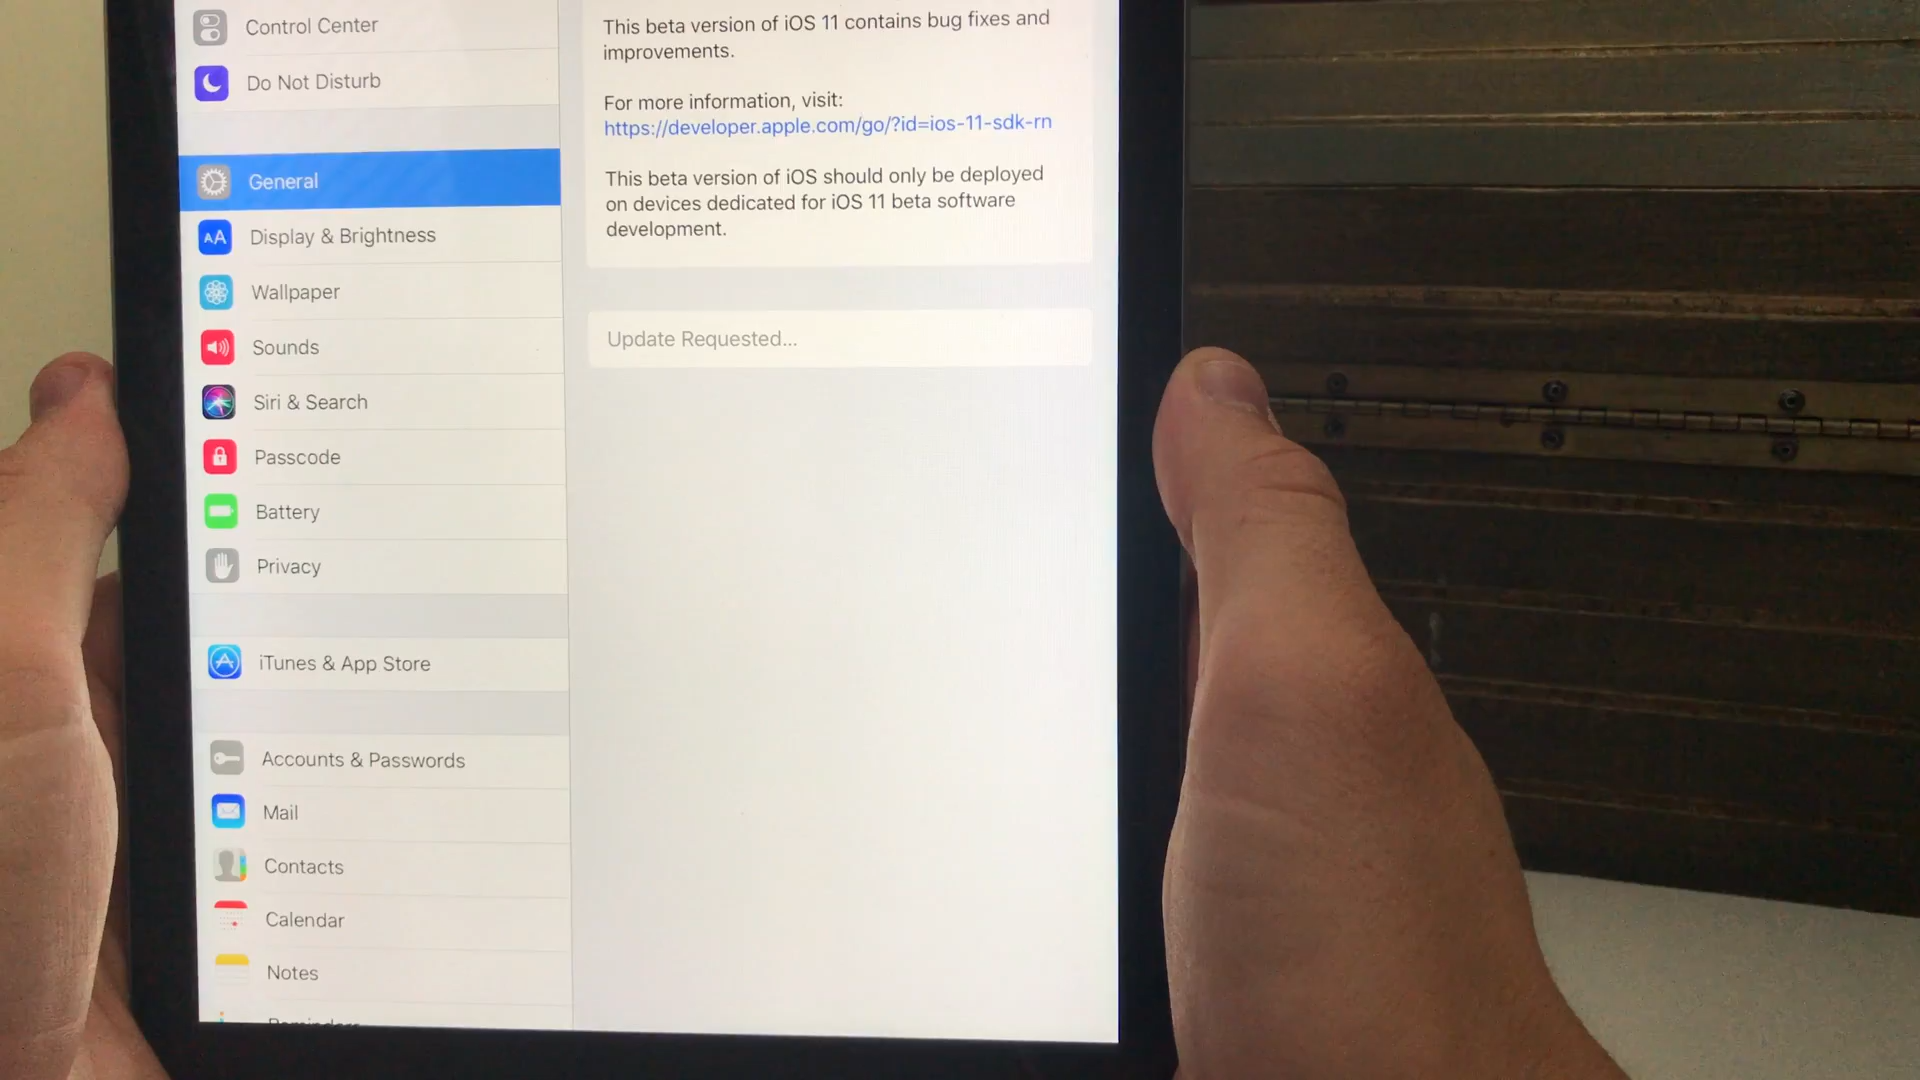 Control Center
Do Not Disturb
General
AA
Display & Brightness
Wallpaper
Sounds
Siri & Search
Passcode
Battery
Privacy
iTunes & App Store
Accounts & Passwords
Mail
Contacts
Calendar
Notes
Reminders
This beta version of iOS 11 contains bug fixes and
improvements.
For more information, visit:
https://developer.apple.com/go/?id=ios-11-sdk-rn
This beta version of iOS should only be deployed
on devices dedicated for iOS 11 beta software
development.
Update Requested...